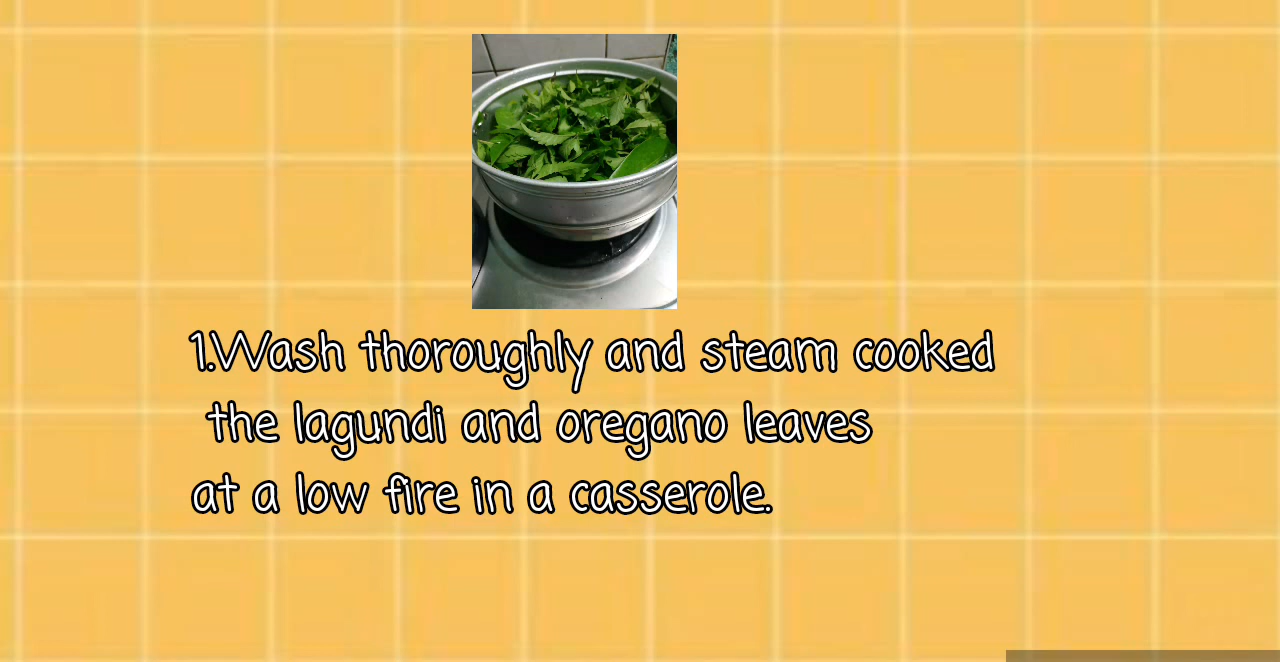 1.Wash thoroughly and steam cooked
the lagundi and oregano leaves
at a low fire in a casserole.